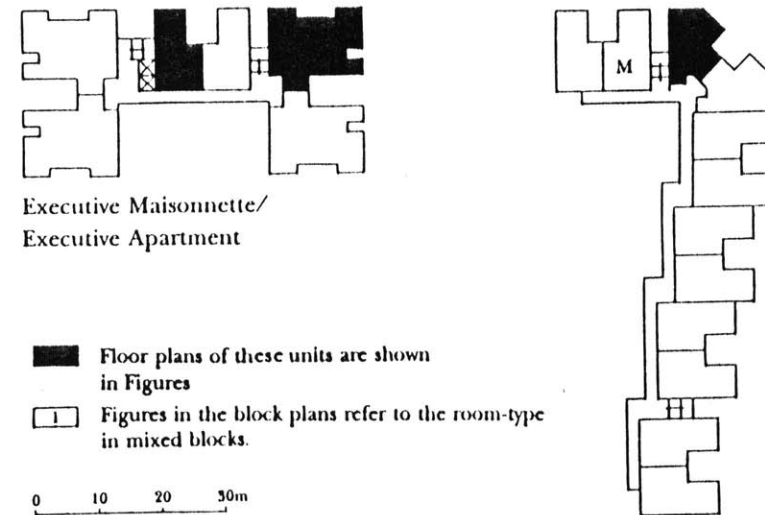 M
Executive Maisonnette/
Executive Apartment
Floor plans of these units are shown
in Figures
1 Figures in the block plans refer to the room-type
in mixed blocks.
0 10 20 30m